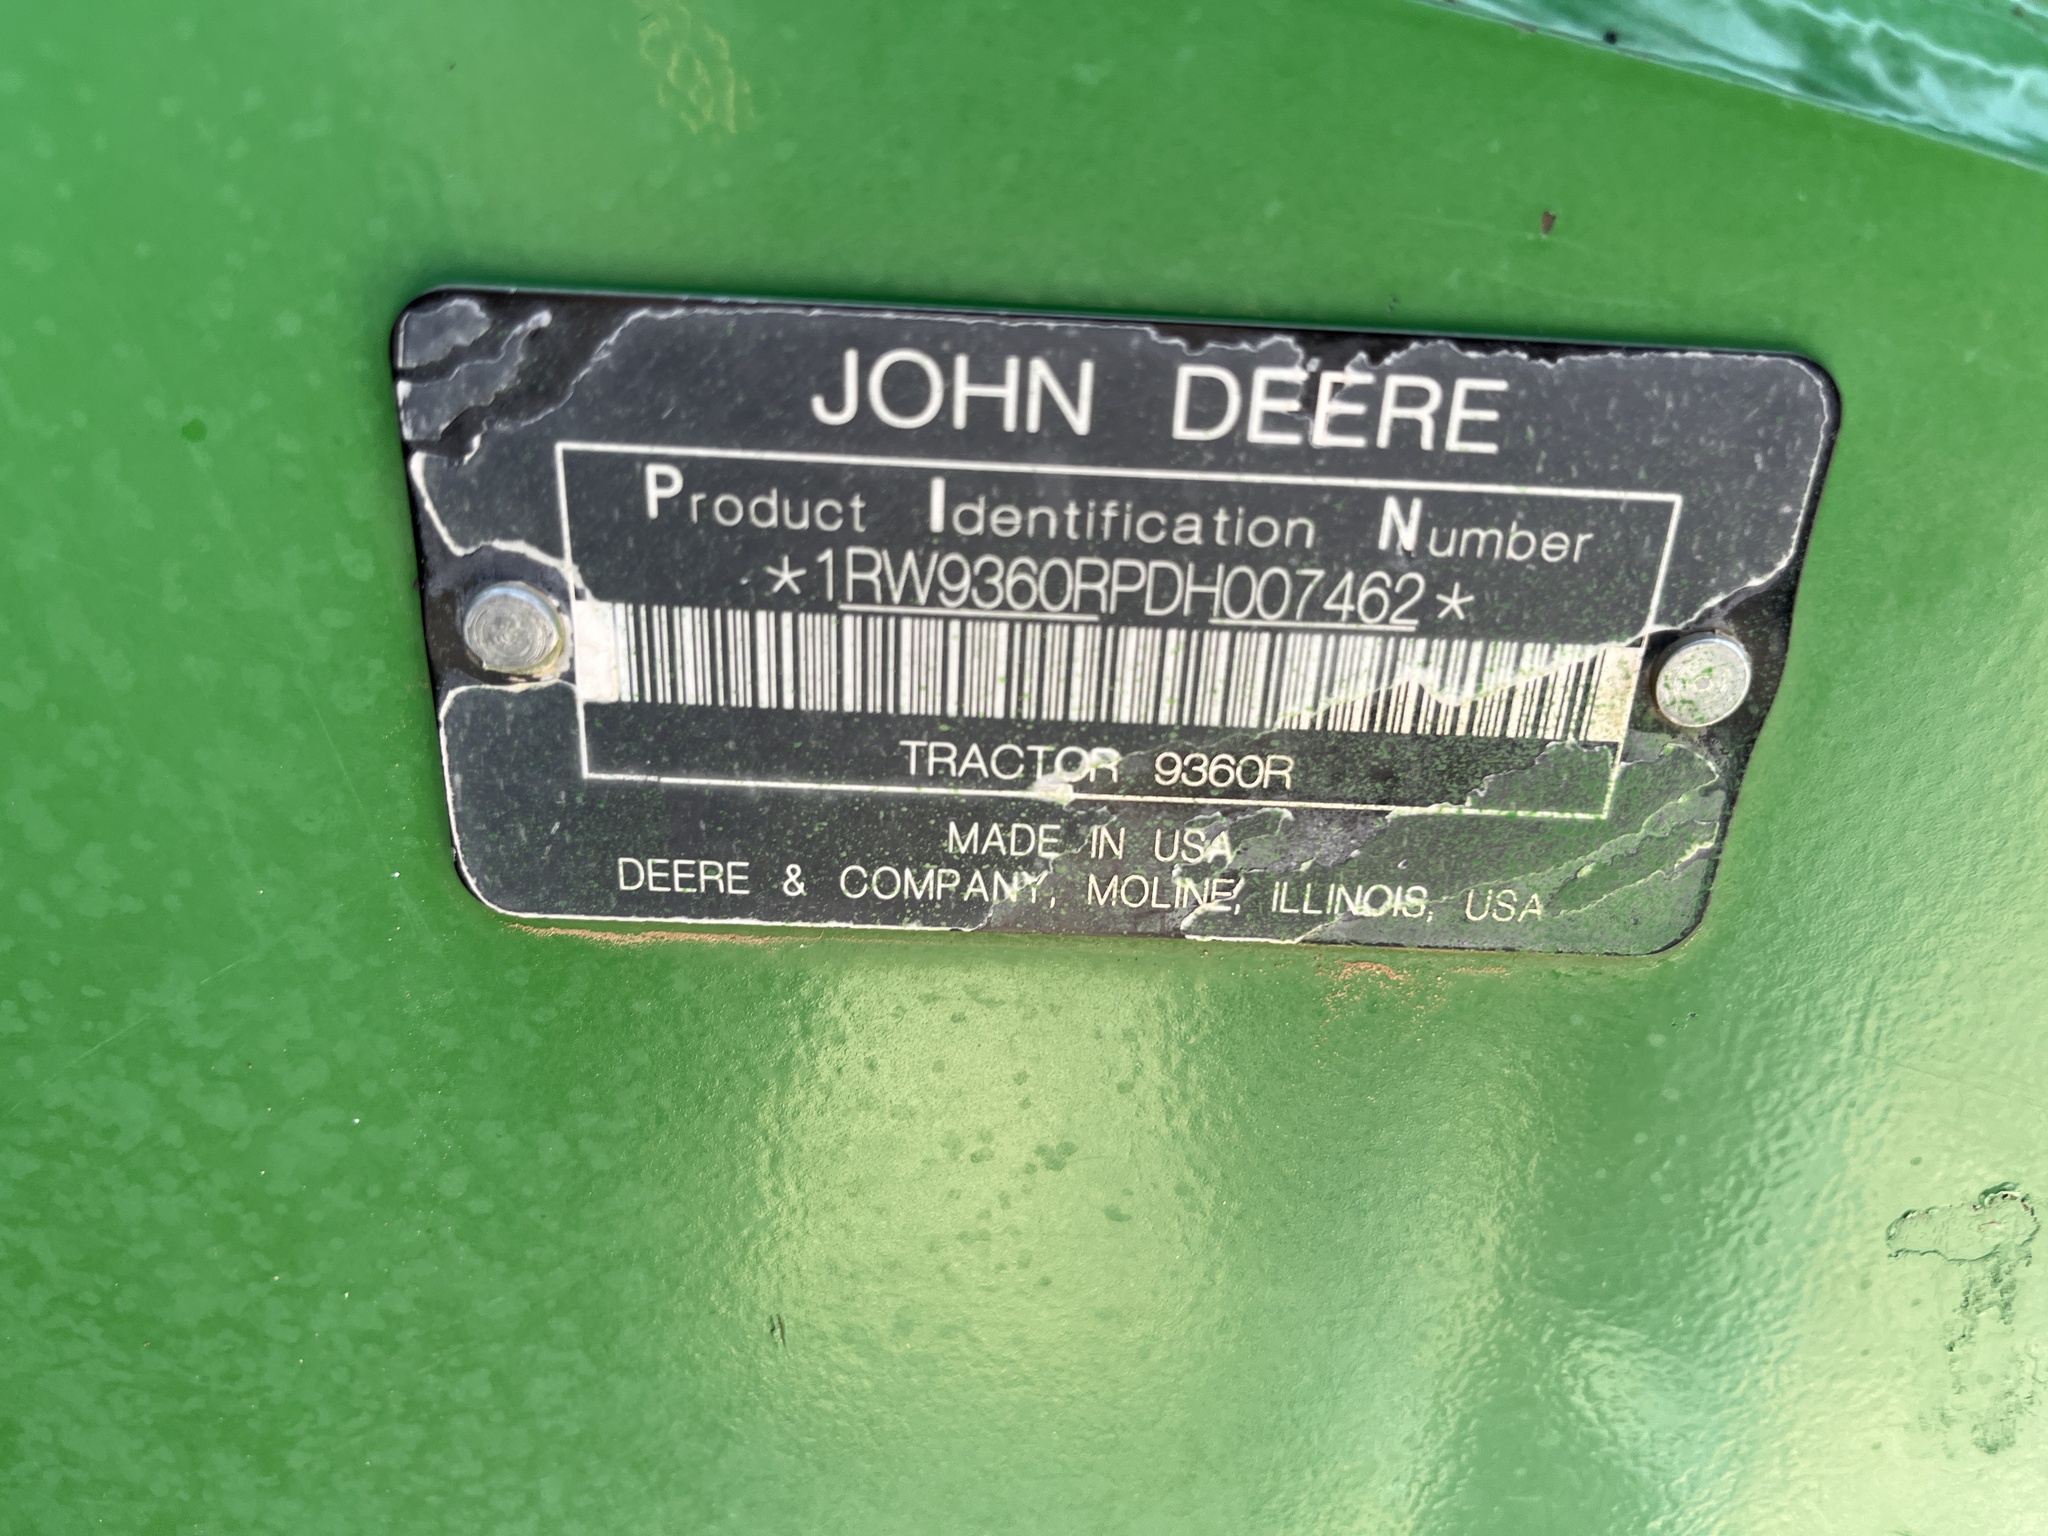 JOHN DEERE
Product Identification Number
*1RW9360RPDH007462*
TRACTOR 9360R
MADE IN USA
DEERE & COMPANY, MOLINE, ILLINOIS, USA